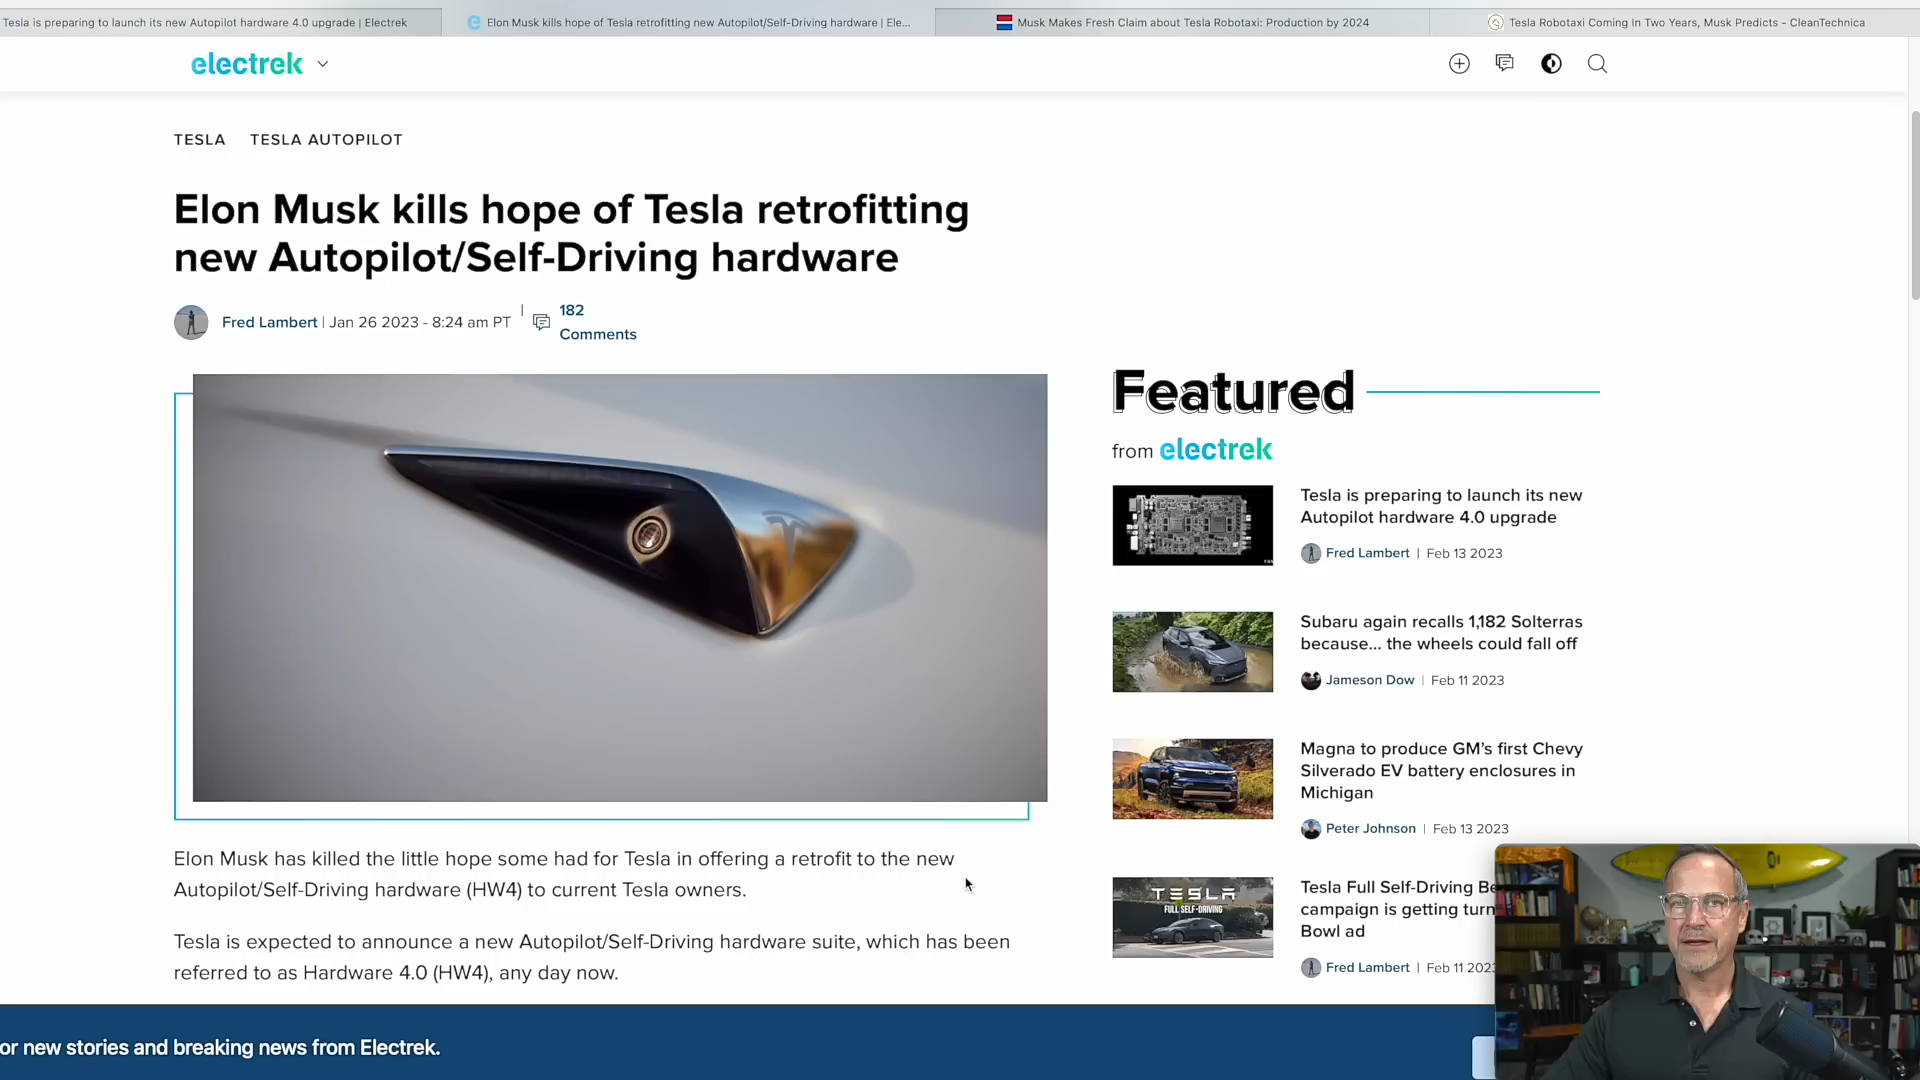 Tesla is preparing to launch its new Autopilot hardware 4.0 upgrade | Electrek
Elon Musk kills hope of Tesla retrofitting new Autopilot/Self-Driving hardware | Ele...
Musk Makes Fresh Claim about Tesla Robotaxi: Production by 2024
Tesla Robotaxi Coming In Two Years, Musk Predicts - CleanTechnica
electrek
TESLA TESLA AUTOPILOT
Elon Musk kills hope of Tesla retrofitting
new Autopilot/Self-Driving hardware
Fred Lambert | Jan 26 2023 - 8:24 am PT |
182
Comments
Featured
from electrek
Tesla is preparing to launch its new
Autopilot hardware 4.0 upgrade
Fred Lambert | Feb 13 2023
Subaru again recalls 1,182 Solterras
because... the wheels could fall off
Jameson Dow | Feb 11 2023
Magna to produce GM's first Chevy
Silverado EV battery enclosures in
Michigan
Peter Johnson | Feb 13 2023
TESLA
FULL SELF-DRIVING
Tesla Full Self-Driving Be
campaign is getting turn
Bowl ad
Fred Lambert | Feb 11 2023
Elon Musk has killed the little hope some had for Tesla in offering a retrofit to the new
Autopilot/Self-Driving hardware (HW4) to current Tesla owners.
Tesla is expected to announce a new Autopilot/Self-Driving hardware suite, which has been
referred to as Hardware 4.0 (HW4), any day now.
or new stories and breaking news from Electrek.